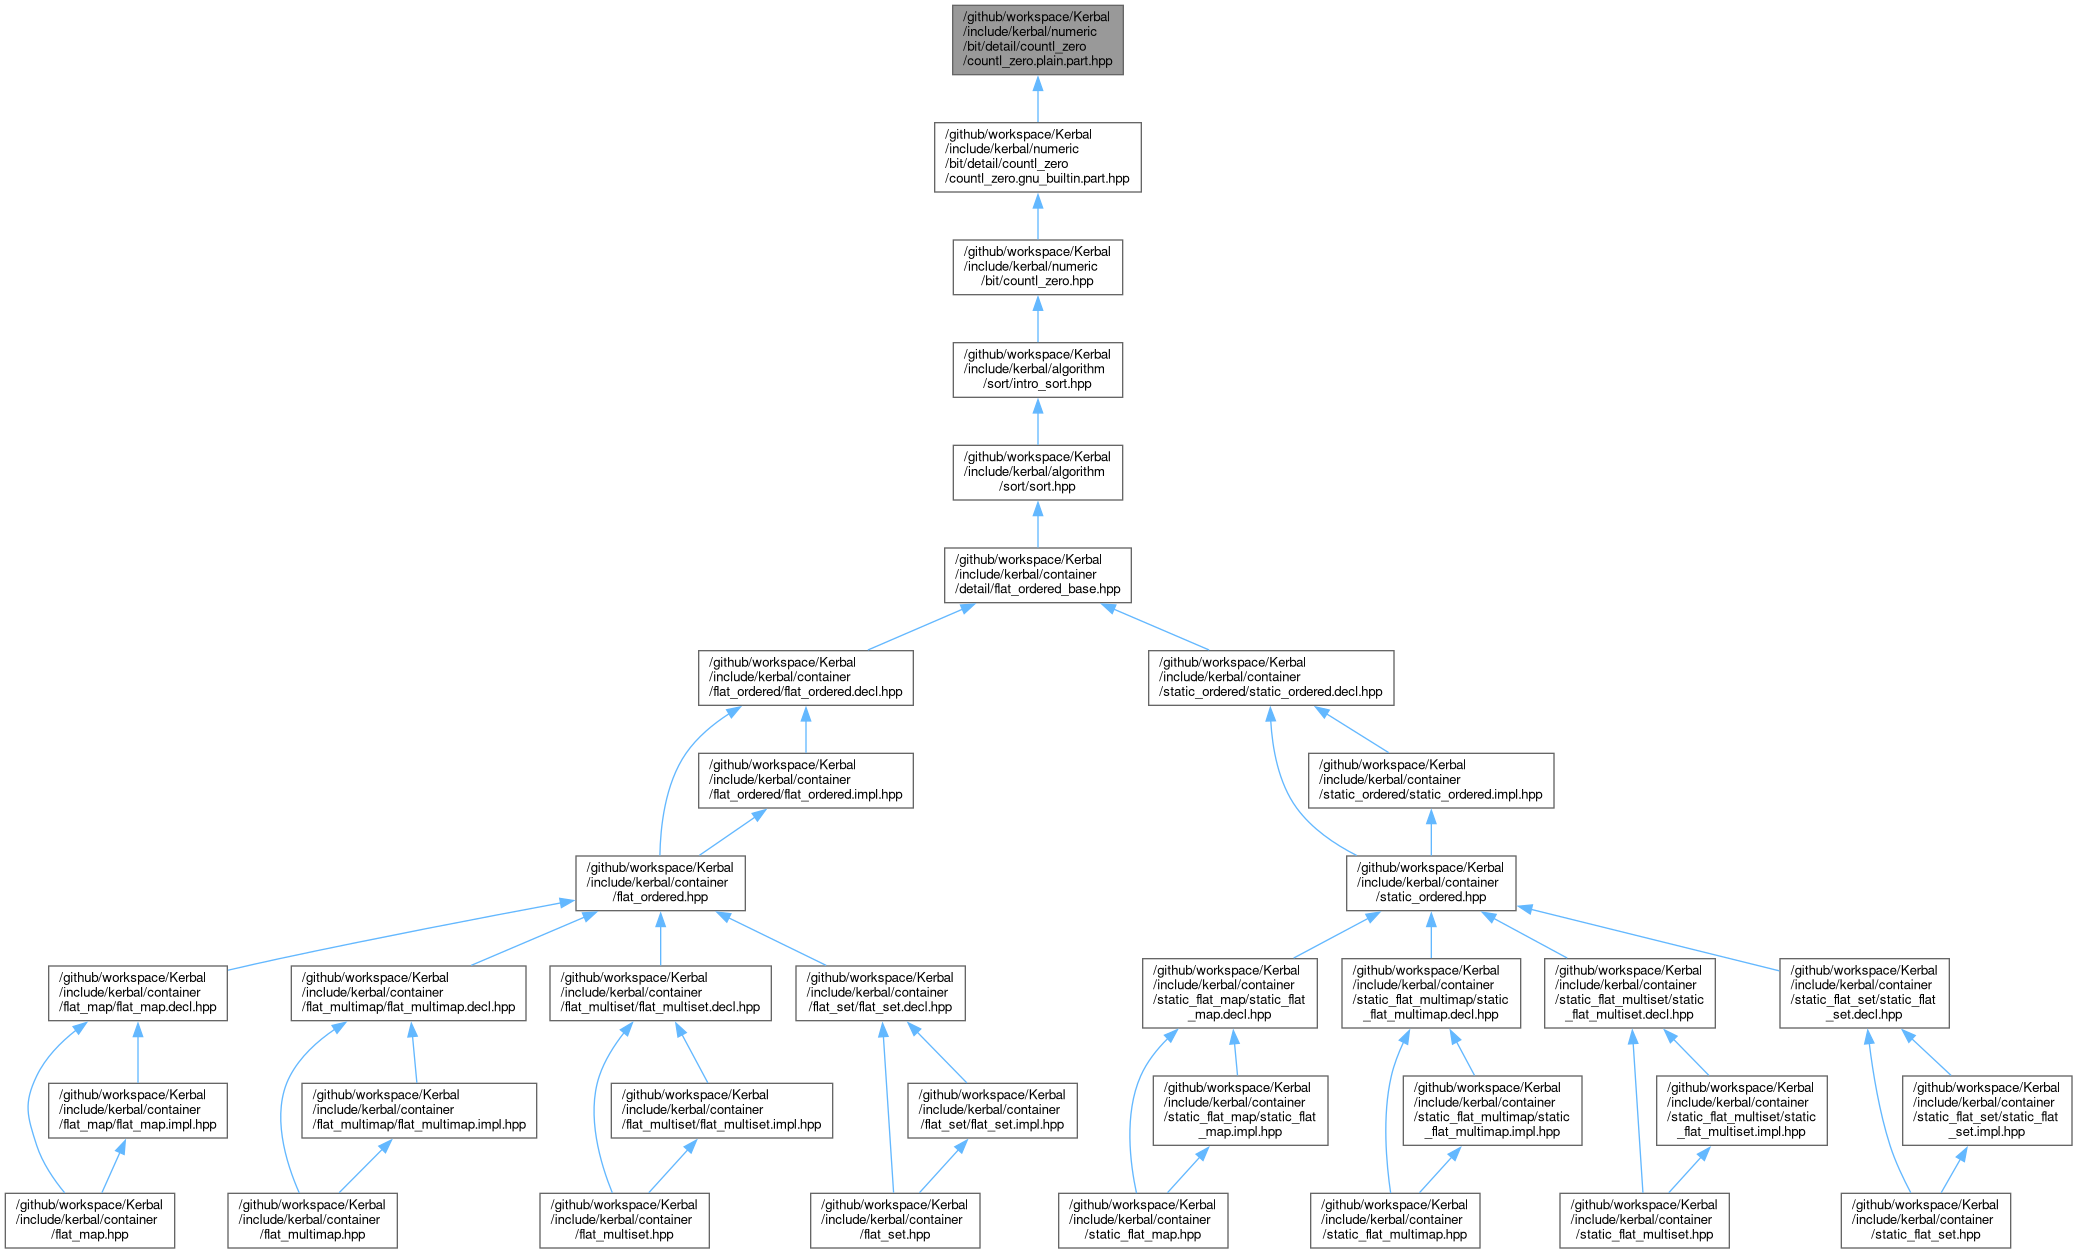 /github/workspace/Kerbal
/include/kerbal/numeric
/bit/detail/countl_zero
/countl_zero.plain.part.hpp
/github/workspace/Kerbal
/include/kerbal/numeric
/bit/detail/countl_zero
/countl_zero.gnu_builtin.part.hpp
/github/workspace/Kerbal
/include/kerbal/numeric
/bit/countl_zero.hpp
/github/workspace/Kerbal
/include/kerbal/algorithm
/sort/intro_sort.hpp
/github/workspace/Kerbal
/include/kerbal/algorithm
/sort/sort.hpp
/github/workspace/Kerbal
/include/kerbal/container
/detail/flat_ordered_base.hpp
/github/workspace/Kerbal
/include/kerbal/container
/flat_ordered/flat_ordered.decl.hpp
/github/workspace/Kerbal
/include/kerbal/container
/static_ordered/static_ordered.decl.hpp
/github/workspace/Kerbal
/include/kerbal/container
/flat_ordered/flat_ordered.impl.hpp
/github/workspace/Kerbal
/include/kerbal/container
/static_ordered/static_ordered.impl.hpp
/github/workspace/Kerbal
/include/kerbal/container
/flat_ordered.hpp
/github/workspace/Kerbal
/include/kerbal/container
/static_ordered.hpp
/github/workspace/Kerbal
/include/kerbal/container
/flat_map/flat_map.decl.hpp
/github/workspace/Kerbal
/include/kerbal/container
/flat_multimap/flat_multimap.decl.hpp
/github/workspace/Kerbal
/include/kerbal/container
/flat_multiset/flat_multiset.decl.hpp
/github/workspace/Kerbal
/include/kerbal/container
/flat_set/flat_set.decl.hpp
/github/workspace/Kerbal
/include/kerbal/container
/static_flat_map/static_flat
_map.decl.hpp
/github/workspace/Kerbal
/include/kerbal/container
/static_flat_multimap/static
_flat_multimap.decl.hpp
/github/workspace/Kerbal
/include/kerbal/container
/static_flat_multiset/static
_flat_multiset.decl.hpp
/github/workspace/Kerbal
/include/kerbal/container
/static_flat_set/static_flat
_set.decl.hpp
/github/workspace/Kerbal
/include/kerbal/container
/flat_map/flat_map.impl.hpp
/github/workspace/Kerbal
/include/kerbal/container
/flat_multimap/flat_multimap.impl.hpp
/github/workspace/Kerbal
/include/kerbal/container
/flat_multiset/flat_multiset.impl.hpp
/github/workspace/Kerbal
/include/kerbal/container
/flat_set/flat_set.impl.hpp
/github/workspace/Kerbal
/include/kerbal/container
/static_flat_map/static_flat
_map.impl.hpp
/github/workspace/Kerbal
/include/kerbal/container
/static_flat_multimap/static
_flat_multimap.impl.hpp
/github/workspace/Kerbal
/include/kerbal/container
/static_flat_multiset/static
_flat_multiset.impl.hpp
/github/workspace/Kerbal
/include/kerbal/container
/static_flat_set/static_flat
_set.impl.hpp
/github/workspace/Kerbal
/include/kerbal/container
/flat_map.hpp
/github/workspace/Kerbal
/include/kerbal/container
/flat_multimap.hpp
/github/workspace/Kerbal
/include/kerbal/container
/flat_multiset.hpp
/github/workspace/Kerbal
/include/kerbal/container
/flat_set.hpp
/github/workspace/Kerbal
/include/kerbal/container
/static_flat_map.hpp
/github/workspace/Kerbal
/include/kerbal/container
/static_flat_multimap.hpp
/github/workspace/Kerbal
/include/kerbal/container
/static_flat_multiset.hpp
/github/workspace/Kerbal
/include/kerbal/container
/static_flat_set.hpp